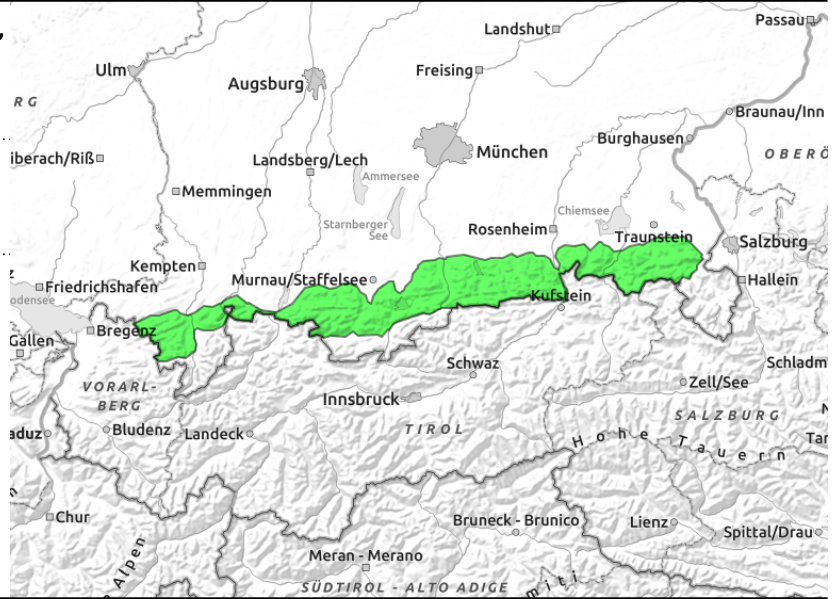 Passau
Landshut
Ulm
Freising
Augsburg
RG
Braunau/Inn
Burghausen
München
OBERÖ
iberach/Riß
Landsberg/Lech
Ammersee
Memmingen
Chiemsee
Starnberger
See
Rosenheim
Traunstein
Salzburg
Kempten
z
Murnau/Staffelsee
Friedrichshafen
Hallein
odensee
Kufstein
Bregenz
Gallen
Schwaz
Schladm
VORARL-
BERG
Zell/See
Innsbruck
SALZBURG
N
TIROL
aduz
Bludenz
Landeck
Hohe Tauern
Tar
Chur
Bruneck - Brunico
Lienz
Spittal/Drau
Alpen
Meran - Merano
SÜDTIROL - ALTO ADIGE
miti